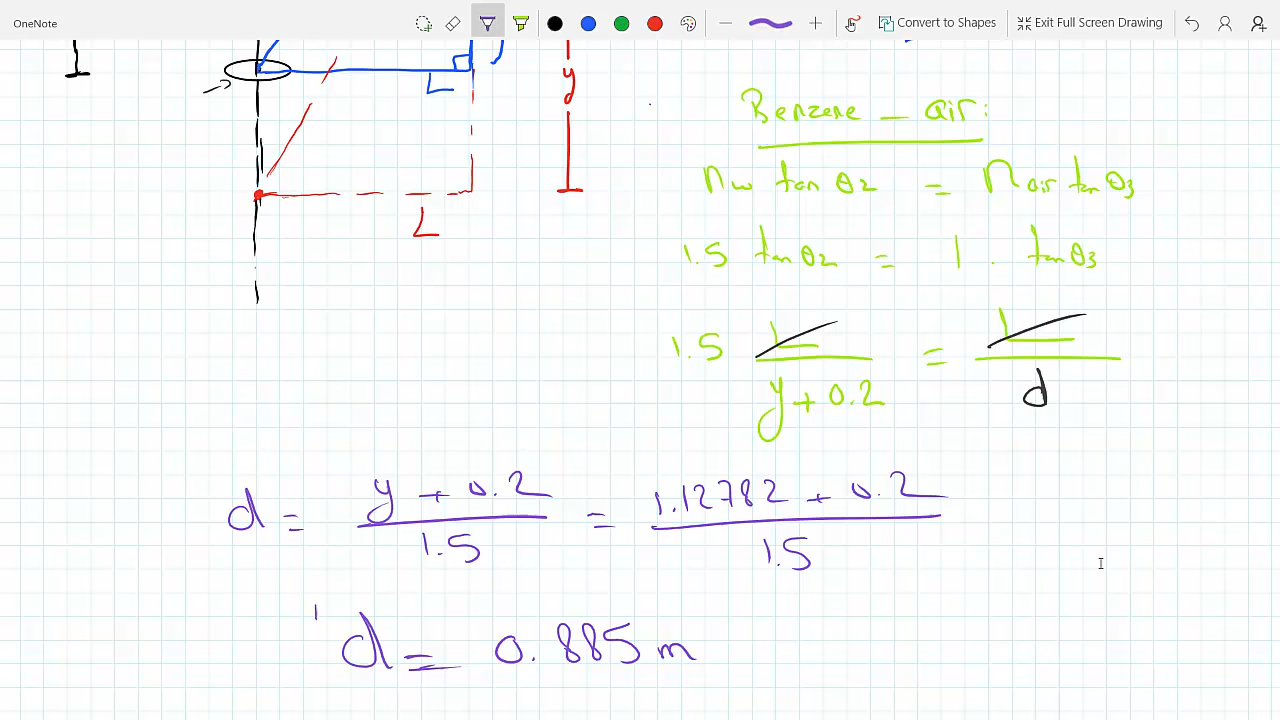 OneNote
Convert to Shapes
Exit Full Screen Drawing
L
y
L
Benzene _ air:
nw tan θ2 = nair tan θ3
1.5 tan θ2 = 1 . tan θ3
1.5 L / y + 0.2 = L / d
d = y + 0.2 / 1.5 = 1.12782 + 0.2 / 1.5
d = 0.885 m